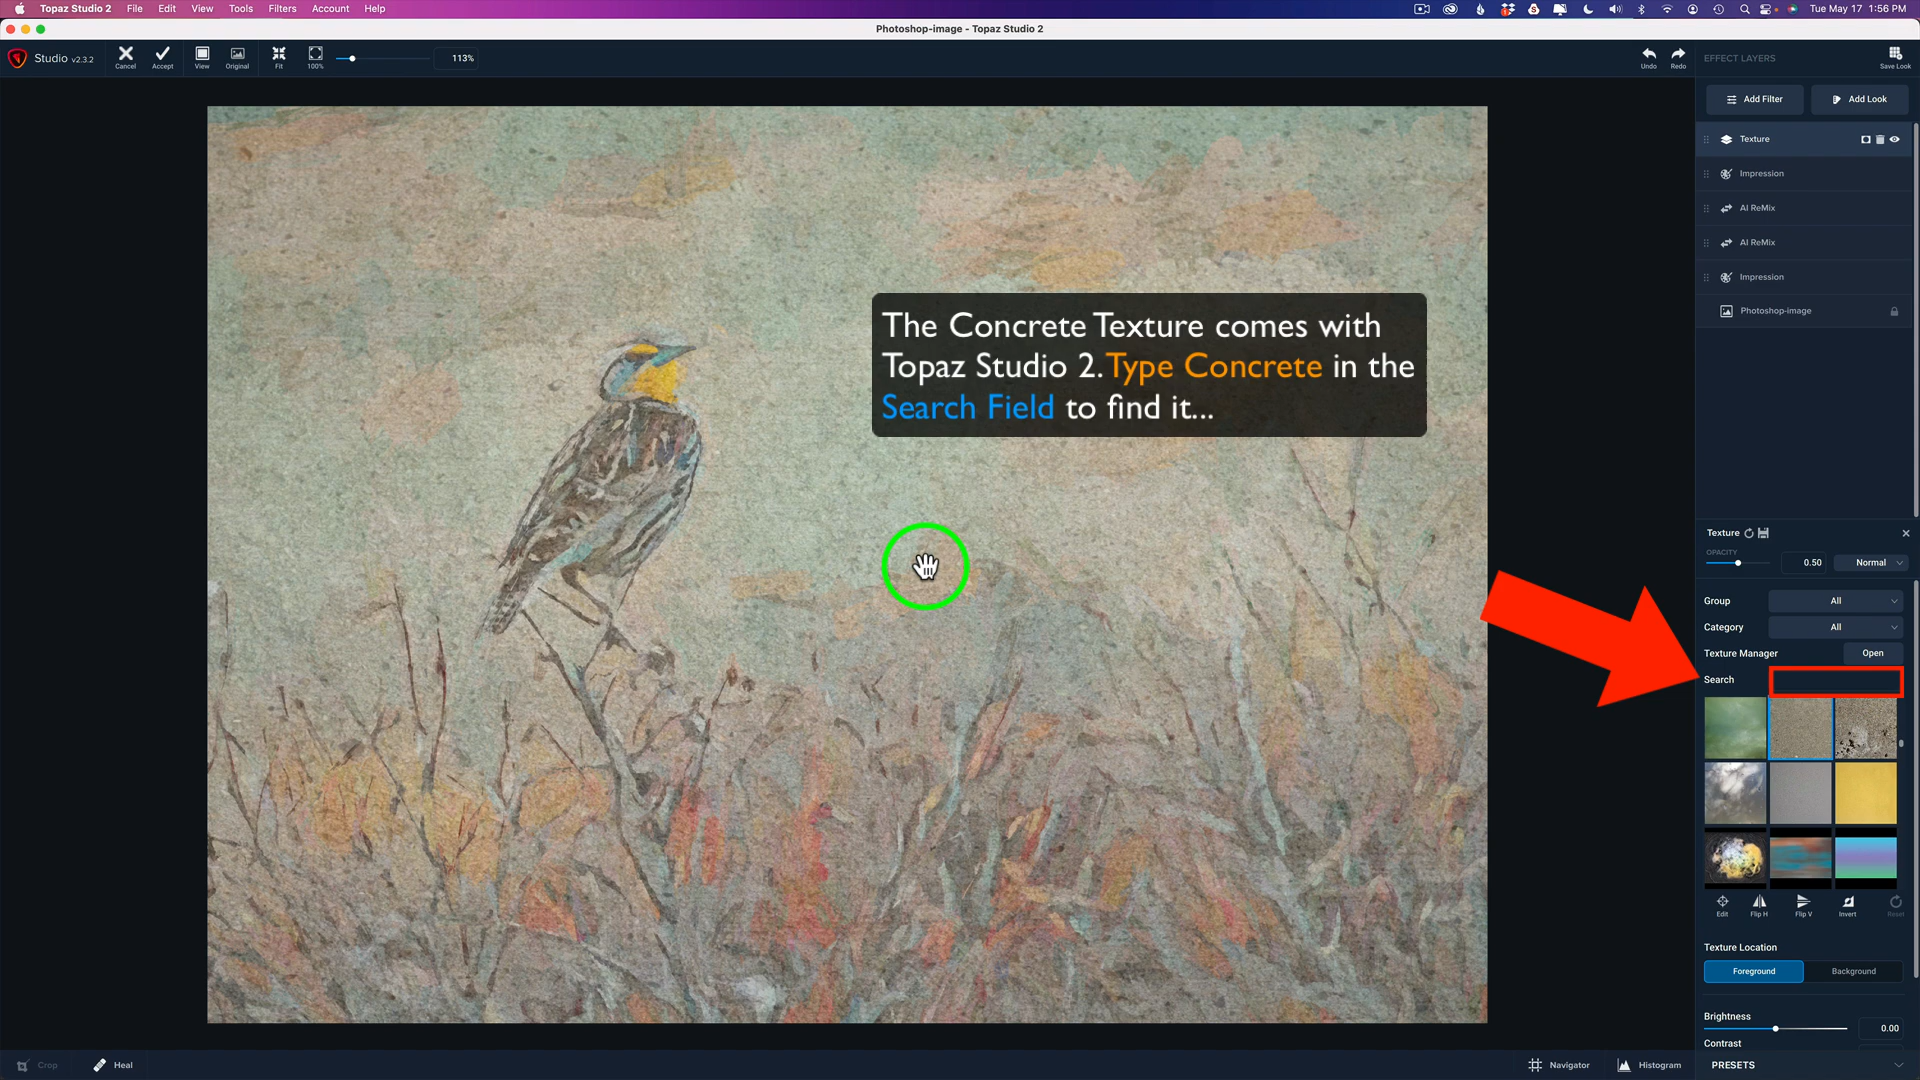 Topaz Studio 2 File Edit View Tools Filters Account Help Tue May 17 1:56 PM
Photoshop-image - Topaz Studio 2
Studio v2.3.2 Cancel Accept View Original Fit 100% 113% Undo Redo
EFFECT LAYERS Save Look
Add Filter Add Look
Texture
Impression
AI ReMix
AI ReMix
Impression
Photoshop-image
The Concrete Texture comes with
Topaz Studio 2. Type Concrete in the
Search Field to find it...
Texture
OPACITY
0.50 Normal
Group All
Category All
Texture Manager Open
Search
Edit Flip H Flip V Invert Reset
Texture Location
Foreground Background
Brightness
0.00
Contrast
Crop Heal Navigator Histogram PRESETS